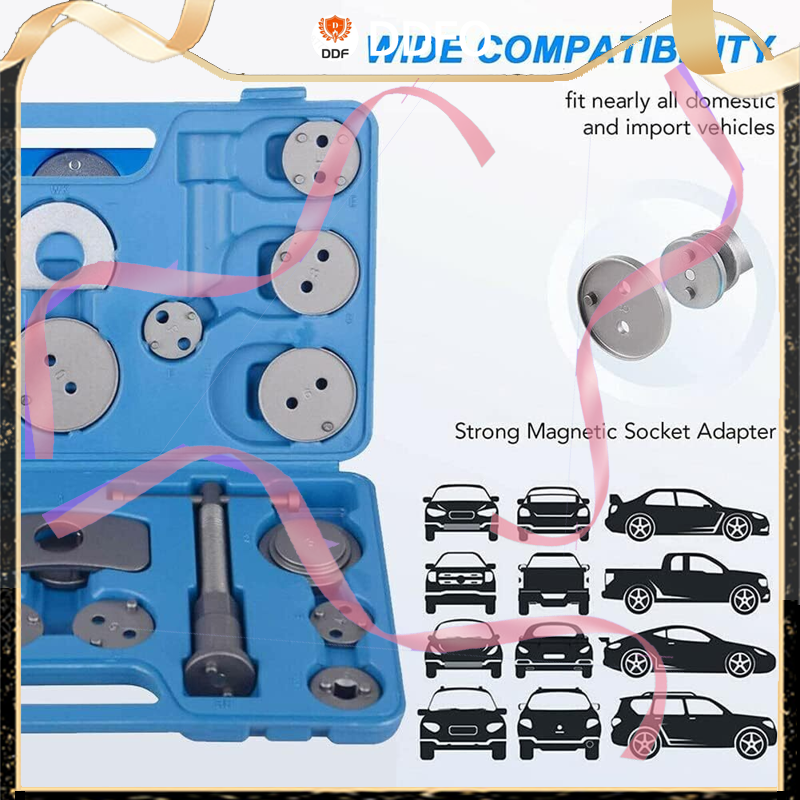 DDF
WIDE COMPATIBILITY
fit nearly all domestic
and import vehicles
Strong Magnetic Socket Adapter